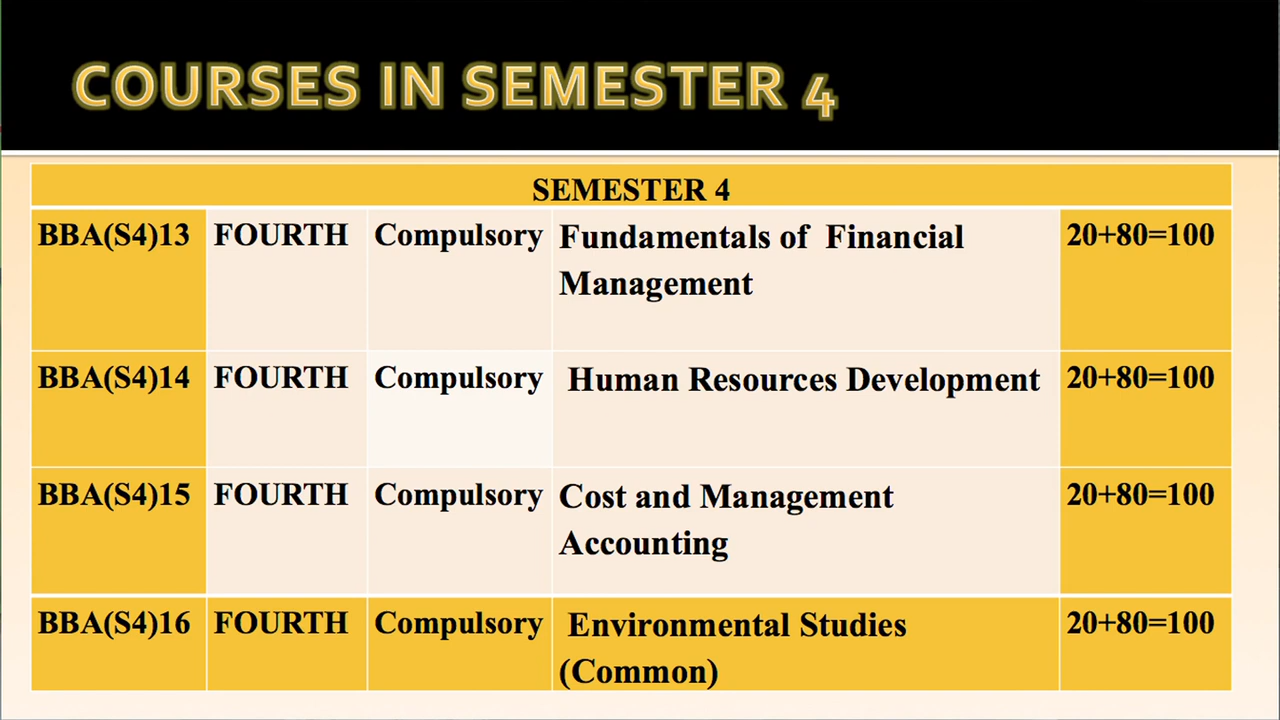 COURSES IN SEMESTER 4
SEMESTER 4
BBA(S4)13 FOURTH Compulsory Fundamentals of Financial 20+80=100
Management
BBA(S4)14 FOURTH Compulsory Human Resources Development 20+80=100
BBA(S4)15 FOURTH Compulsory Cost and Management 20+80=100
Accounting
BBA(S4)16 FOURTH Compulsory Environmental Studies 20+80=100
(Common)